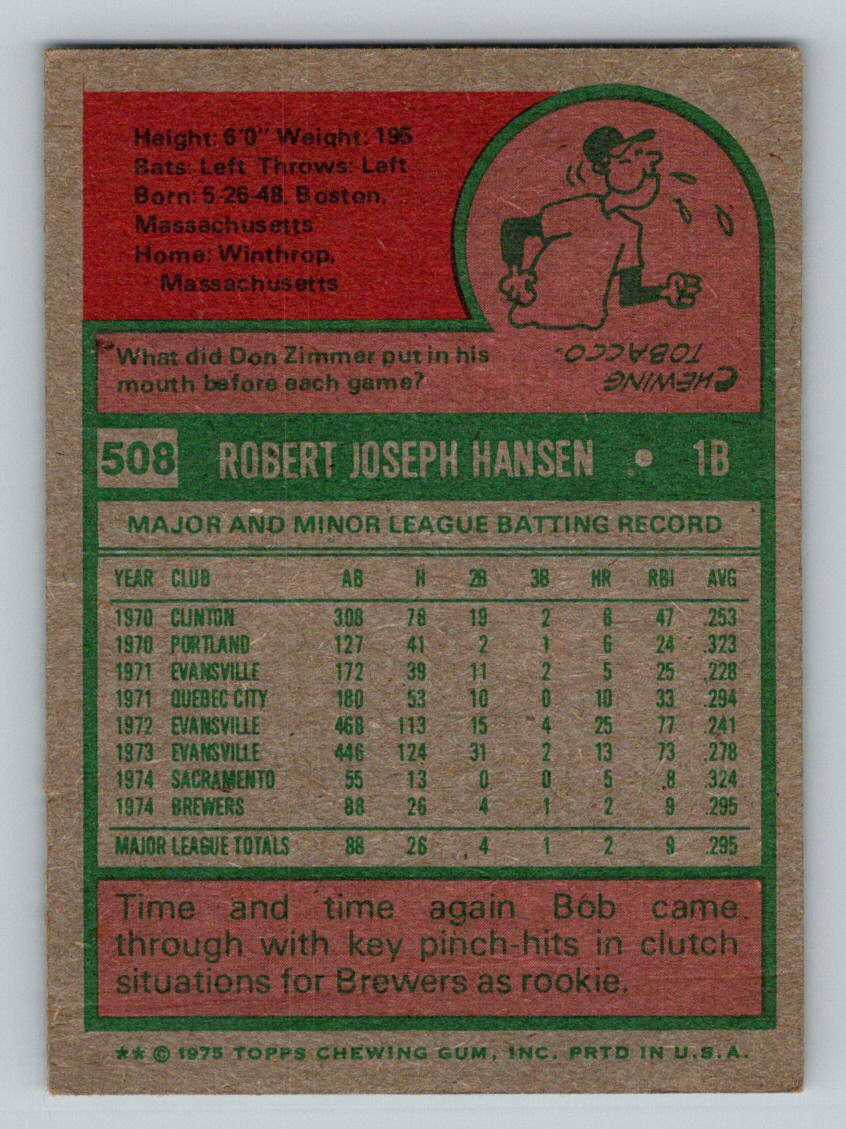 Height: 6'0" Weight: 195
Bats: Left Throws: Left
Born: 5-26-48, Boston,
Massachusetts
Home: Winthrop,
Massachusetts
What did Don Zimmer put in his
mouth before each game?
CHEWING
TOBACCO.
508 ROBERT JOSEPH HANSEN • 1B
MAJOR AND MINOR LEAGUE BATTING RECORD
YEAR CLUB AB H 2B 3B HR RBI AVG
1970 CLINTON 308 78 19 2 8 47 .253
1970 PORTLAND 127 41 2 1 6 24 .323
1971 EVANSVILLE 172 39 11 2 5 25 .228
1971 QUEBEC CITY 180 53 10 0 10 33 .294
1972 EVANSVILLE 468 113 15 4 25 77 .241
1973 EVANSVILLE 446 124 31 2 13 73 .278
1974 SACRAMENTO 55 13 0 0 5 8 .324
1974 BREWERS 88 26 4 1 2 9 .295
MAJOR LEAGUE TOTALS 88 26 4 1 2 9 .295
Time and time again Bob came
through with key pinch-hits in clutch
situations for Brewers as rookie.
** © 1975 TOPPS CHEWING GUM, INC. PRTD IN U.S.A.